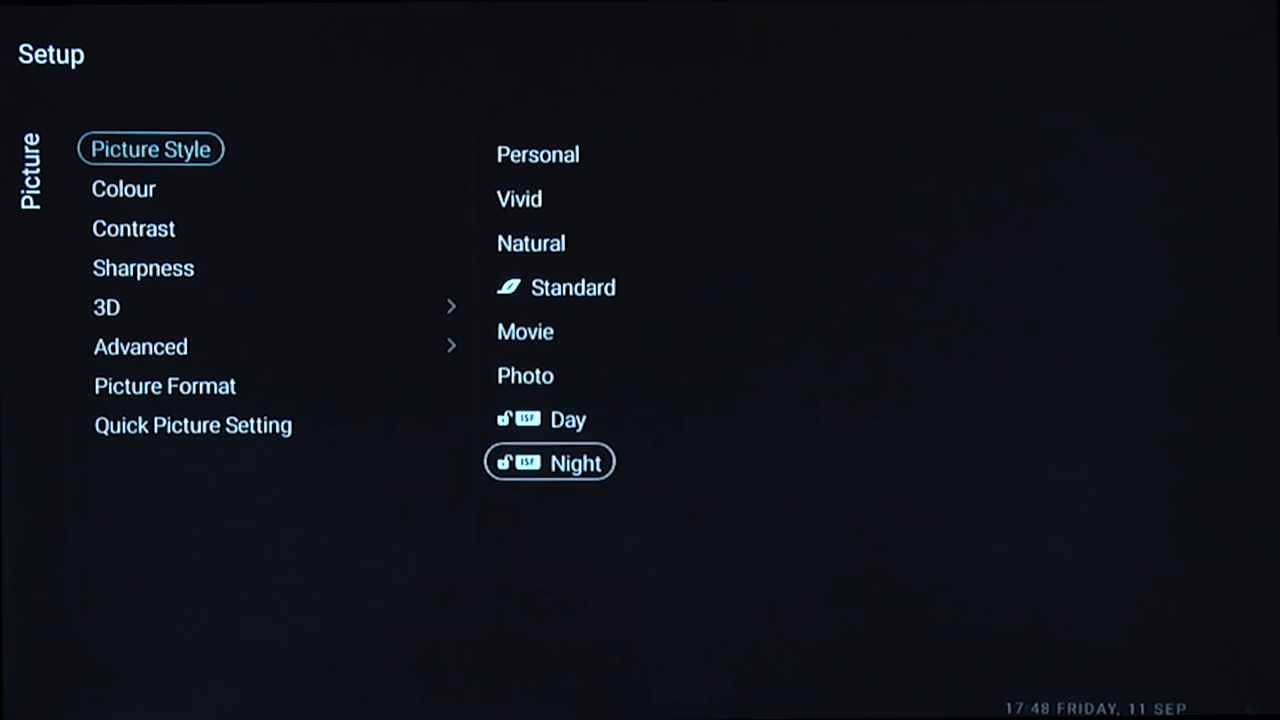 Setup
Picture
Picture Style
Colour
Contrast
Sharpness
3D
Advanced
Picture Format
Quick Picture Setting
Personal
Vivid
Natural
Standard
Movie
Photo
ISF Day
ISF Night
17:48 FRIDAY, 11 SEP